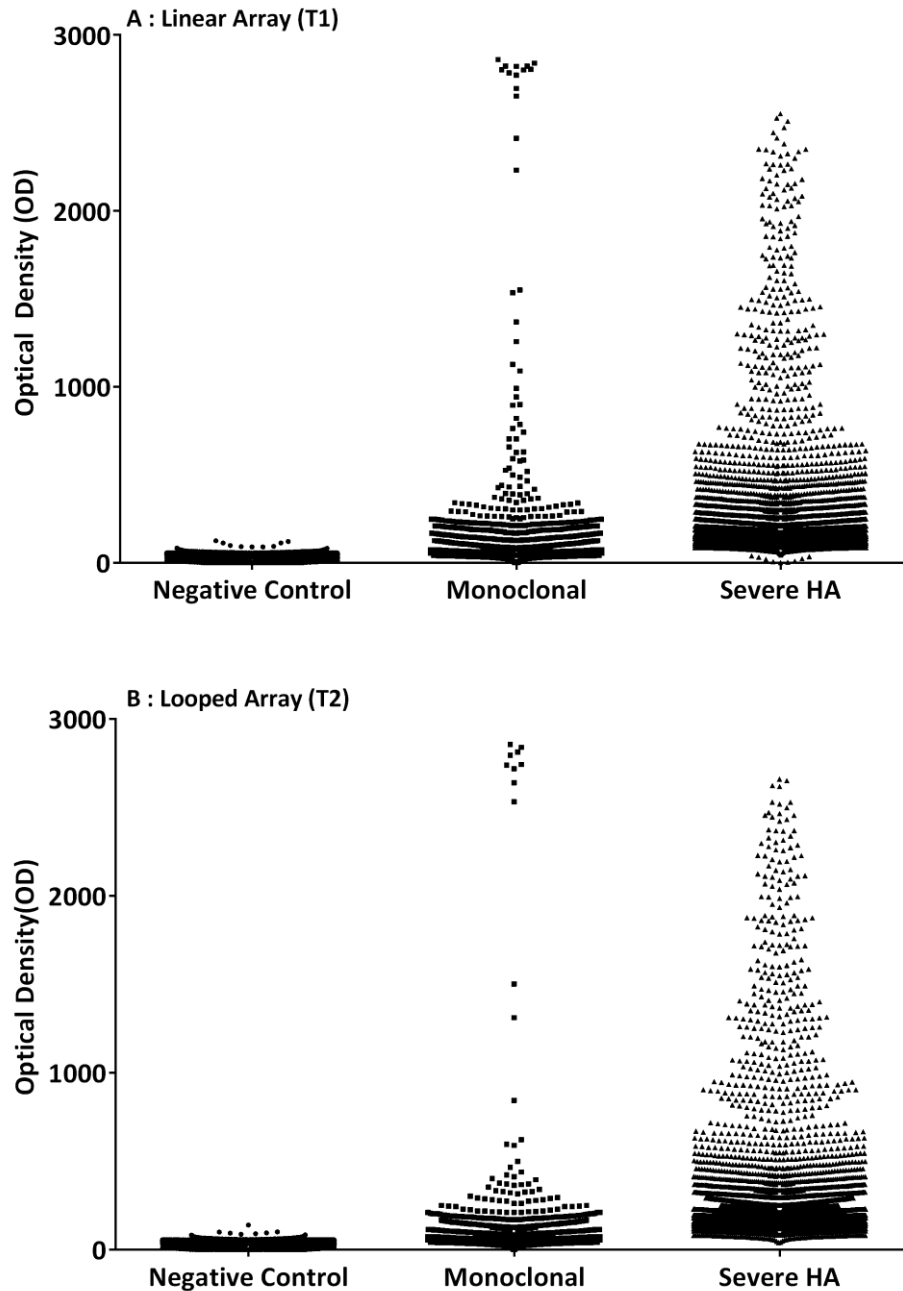 A : Linear Array (T1)
3000
2000
1000
0
Optical Density (OD)
Negative Control Monoclonal Severe HA
B : Looped Array (T2)
3000
2000
1000
0
Optical Density(OD)
Negative Control Monoclonal Severe HA